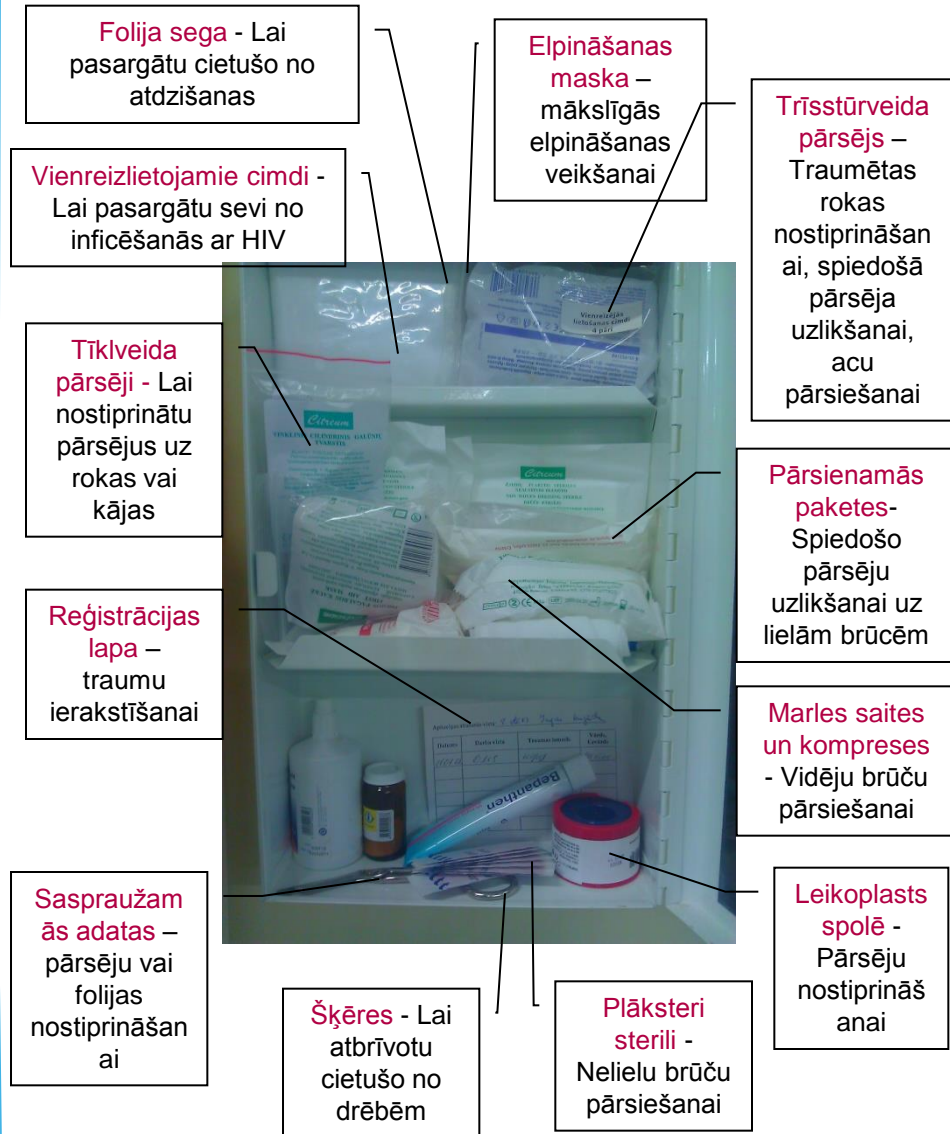 Folija sega - Lai
pasargātu cietušo no
atdzišanas
Elpināšanas
maska –
mākslīgās
elpināšanas
veikšanai
Trīsstūrveida
pārsējs –
Traumētas
rokas
nostiprināšan
ai, spiedošā
pārsēja
uzlikšanai,
acu
pārsiešanai
Vienreizlietojamie cimdi -
Lai pasargātu sevi no
inficēšanās ar HIV
Tīklveida
pārsēji - Lai
nostiprinātu
pārsējus uz
rokas vai
kājas
Pārsienamās
paketes-
Spiedošo
pārsēju
uzlikšanai uz
lielām brūcēm
Reģistrācijas
lapa –
traumu
ierakstīšanai
Marles saites
un kompreses
- Vidēju brūču
pārsiešanai
Saspraužam
ās adatas –
pārsēju vai
folijas
nostiprināšan
ai
Šķēres - Lai
atbrīvotu
cietušo no
drēbēm
Plāksteri
sterili -
Nelielu brūču
pārsiešanai
Leikoplasts
spolē -
Pārsēju
nostiprināš
anai
Vienreizējās
lietošanas cimdi
4 pāri
Citreum
Citreum
Bepanthen